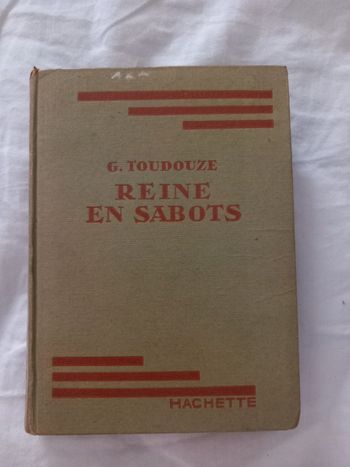 G. TOUDOUZE
REINE
EN SABOTS
HACHETTE